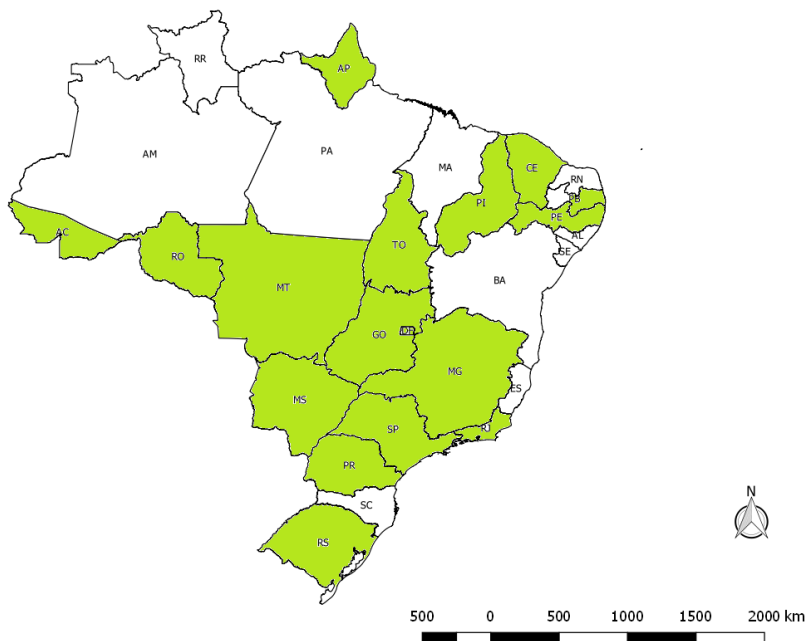 RR
AP
AM
PA
MA
CE
RN
PB
PI
PE
AL
SE
AC
RO
TO
BA
MT
GO
DF
MG
ES
MS
SP
RJ
PR
SC
RS
N
500 0 500 1000 1500 2000 km